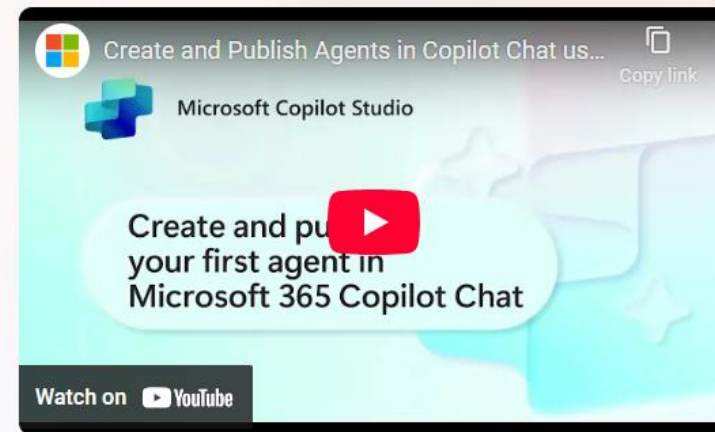 Create and Publish Agents in Copilot Chat us...
Copy link
Microsoft Copilot Studio
Create and pu
your first agent in
Microsoft 365 Copilot Chat
Watch on YouTube